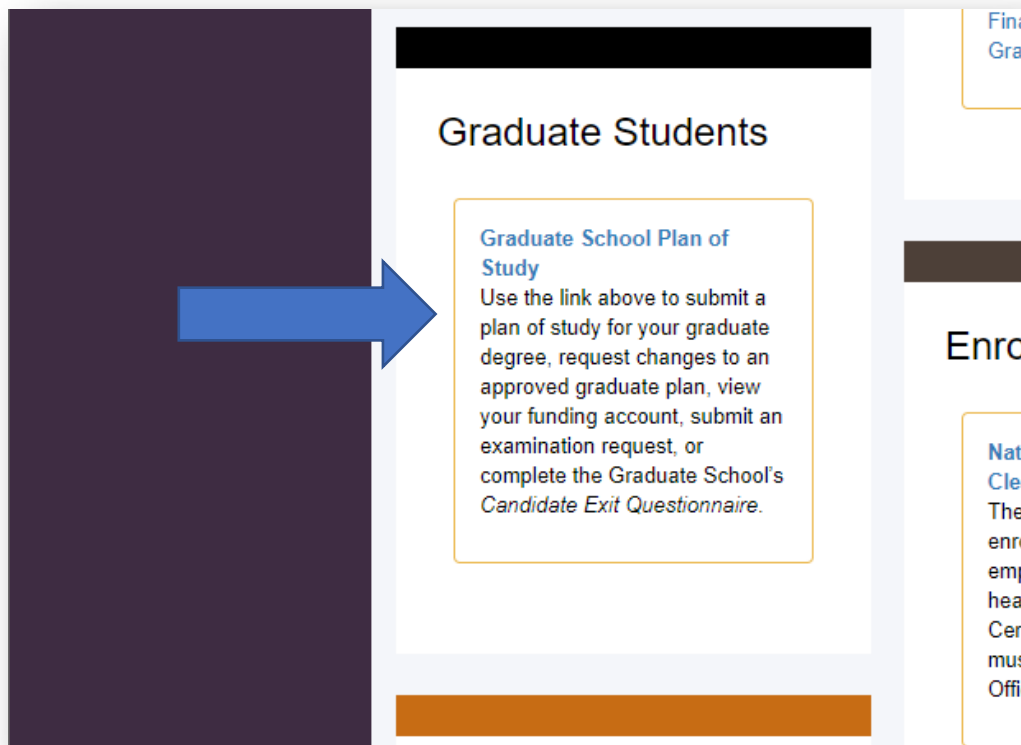 Graduate Students
Graduate School Plan of
Study
Use the link above to submit a
plan of study for your graduate
degree, request changes to an
approved graduate plan, view
your funding account, submit an
examination request, or
complete the Graduate School's
Candidate Exit Questionnaire.
The